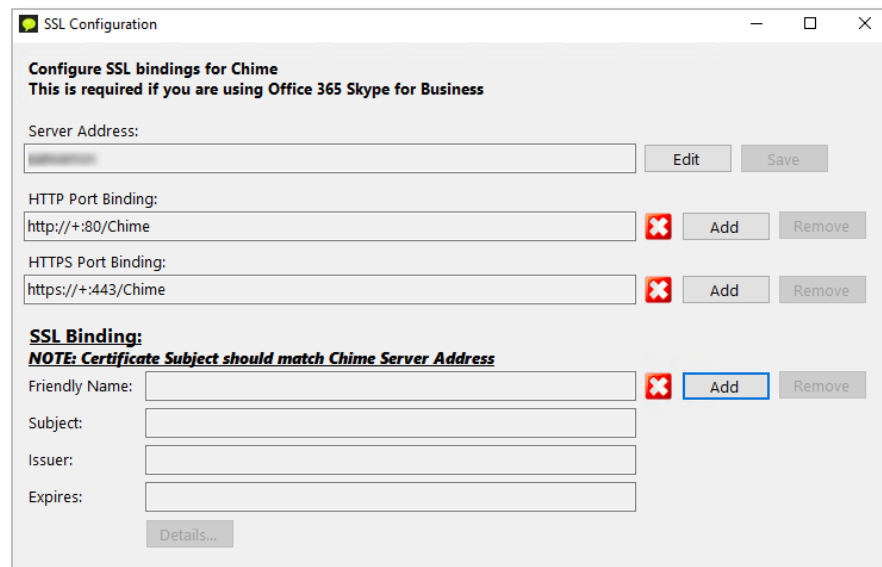 SSL Configuration
Configure SSL bindings for Chime
This is required if you are using Office 365 Skype for Business
Server Address:
Edit Save
HTTP Port Binding:
http://+:80/Chime Add Remove
HTTPS Port Binding:
https://+:443/Chime Add Remove
SSL Binding:
NOTE: Certificate Subject should match Chime Server Address
Friendly Name: Add Remove
Subject:
Issuer:
Expires:
Details...